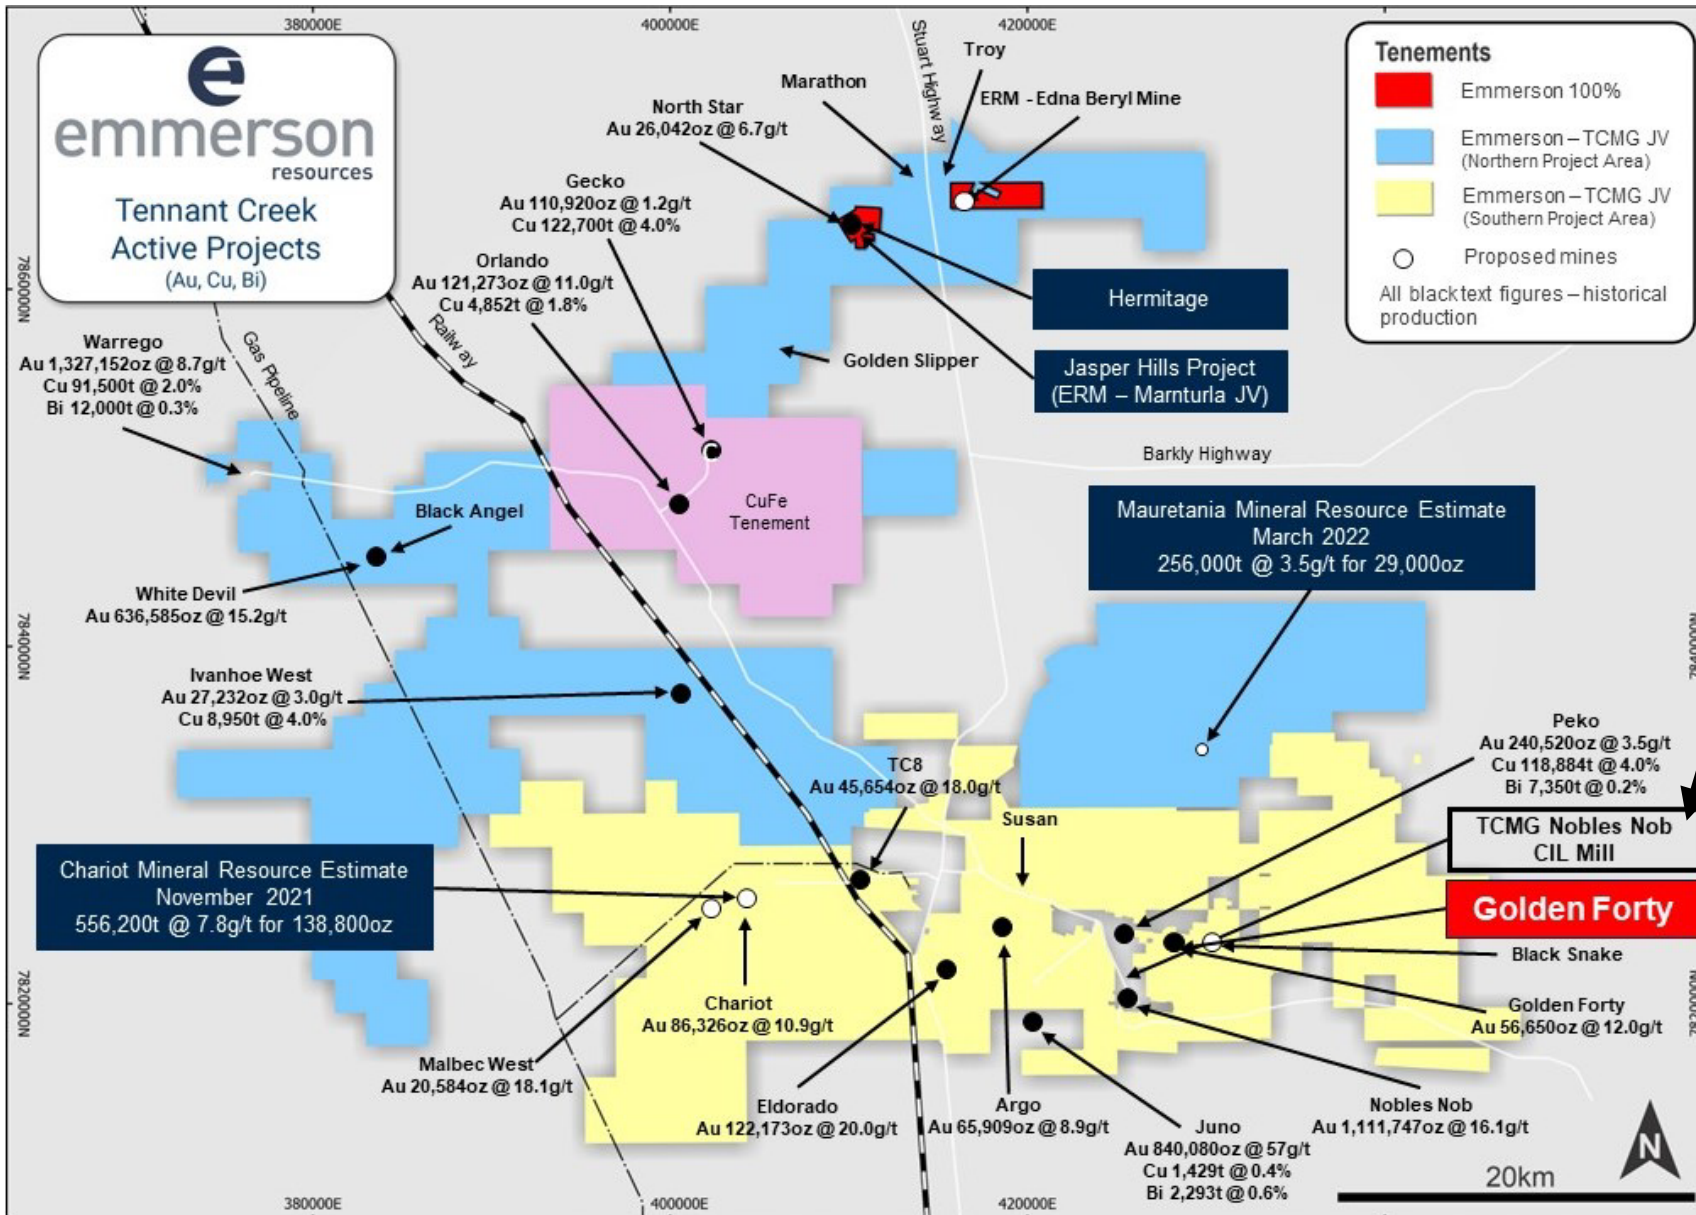 380000E
400000E
420000E
e
emmerson
resources
Tennant Creek
Active Projects
(Au, Cu, Bi)
Tenements
Emmerson 100%
Emmerson – TCMG JV
(Northern Project Area)
Emmerson – TCMG JV
(Southern Project Area)
Proposed mines
All black text figures – historical
production
Stuart Highway
Troy
Marathon
ERM - Edna Beryl Mine
North Star
Au 26,042oz @ 6.7g/t
Gecko
Au 110,920oz @ 1.2g/t
Cu 122,700t @ 4.0%
Orlando
Au 121,273oz @ 11.0g/t
Cu 4,852t @ 1.8%
7860000N
Hermitage
Railway
Gas Pipeline
Warrego
Au 1,327,152oz @ 8.7g/t
Cu 91,500t @ 2.0%
Bi 12,000t @ 0.3%
Golden Slipper
Jasper Hills Project
(ERM – Marnturla JV)
Barkly Highway
Black Angel
CuFe
Tenement
Mauretania Mineral Resource Estimate
March 2022
256,000t @ 3.5g/t for 29,000oz
White Devil
Au 636,585oz @ 15.2g/t
7840000N
7840000N
Ivanhoe West
Au 27,232oz @ 3.0g/t
Cu 8,950t @ 4.0%
Peko
Au 240,520oz @ 3.5g/t
Cu 118,884t @ 4.0%
Bi 7,350t @ 0.2%
TC8
Au 45,654oz @ 18.0g/t
Susan
TCMG Nobles Nob
CIL Mill
Chariot Mineral Resource Estimate
November 2021
556,200t @ 7.8g/t for 138,800oz
Golden Forty
Black Snake
7820000N
7820000N
Chariot
Au 86,326oz @ 10.9g/t
Golden Forty
Au 56,650oz @ 12.0g/t
Malbec West
Au 20,584oz @ 18.1g/t
Eldorado
Au 122,173oz @ 20.0g/t
Argo
Au 65,909oz @ 8.9g/t
Juno
Au 840,080oz @ 57g/t
Cu 1,429t @ 0.4%
Bi 2,293t @ 0.6%
Nobles Nob
Au 1,111,747oz @ 16.1g/t
N
20km
380000E
400000E
420000E